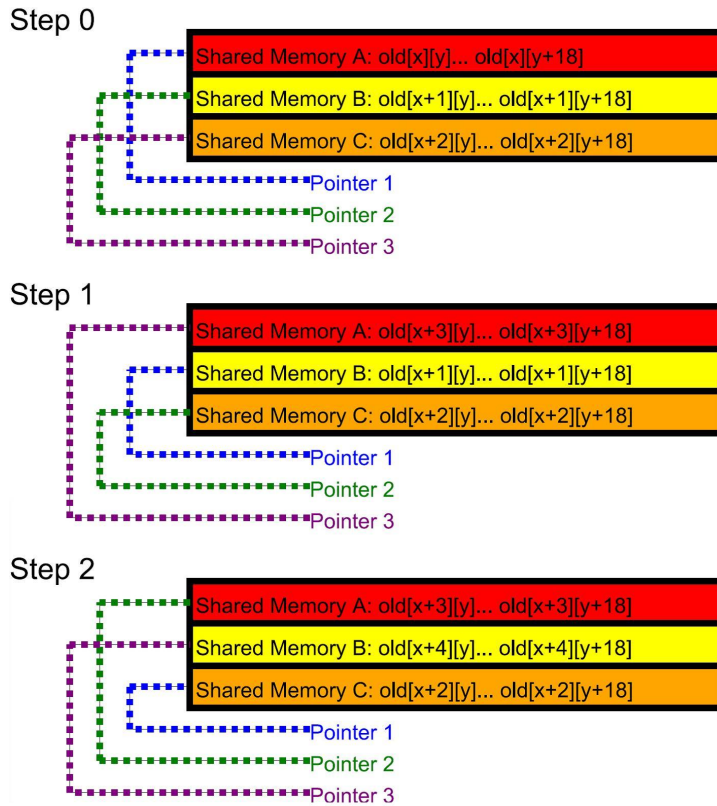 Step 0
Shared Memory A: old[x][y]... old[x][y+18]
Shared Memory B: old[x+1][y]... old[x+1][y+18]
Shared Memory C: old[x+2][y]... old[x+2][y+18]
Pointer 1
Pointer 2
Pointer 3
Step 1
Shared Memory A: old[x+3][y]... old[x+3][y+18]
Shared Memory B: old[x+1][y]... old[x+1][y+18]
Shared Memory C: old[x+2][y]... old[x+2][y+18]
Pointer 1
Pointer 2
Pointer 3
Step 2
Shared Memory A: old[x+3][y]... old[x+3][y+18]
Shared Memory B: old[x+4][y]... old[x+4][y+18]
Shared Memory C: old[x+2][y]... old[x+2][y+18]
Pointer 1
Pointer 2
Pointer 3